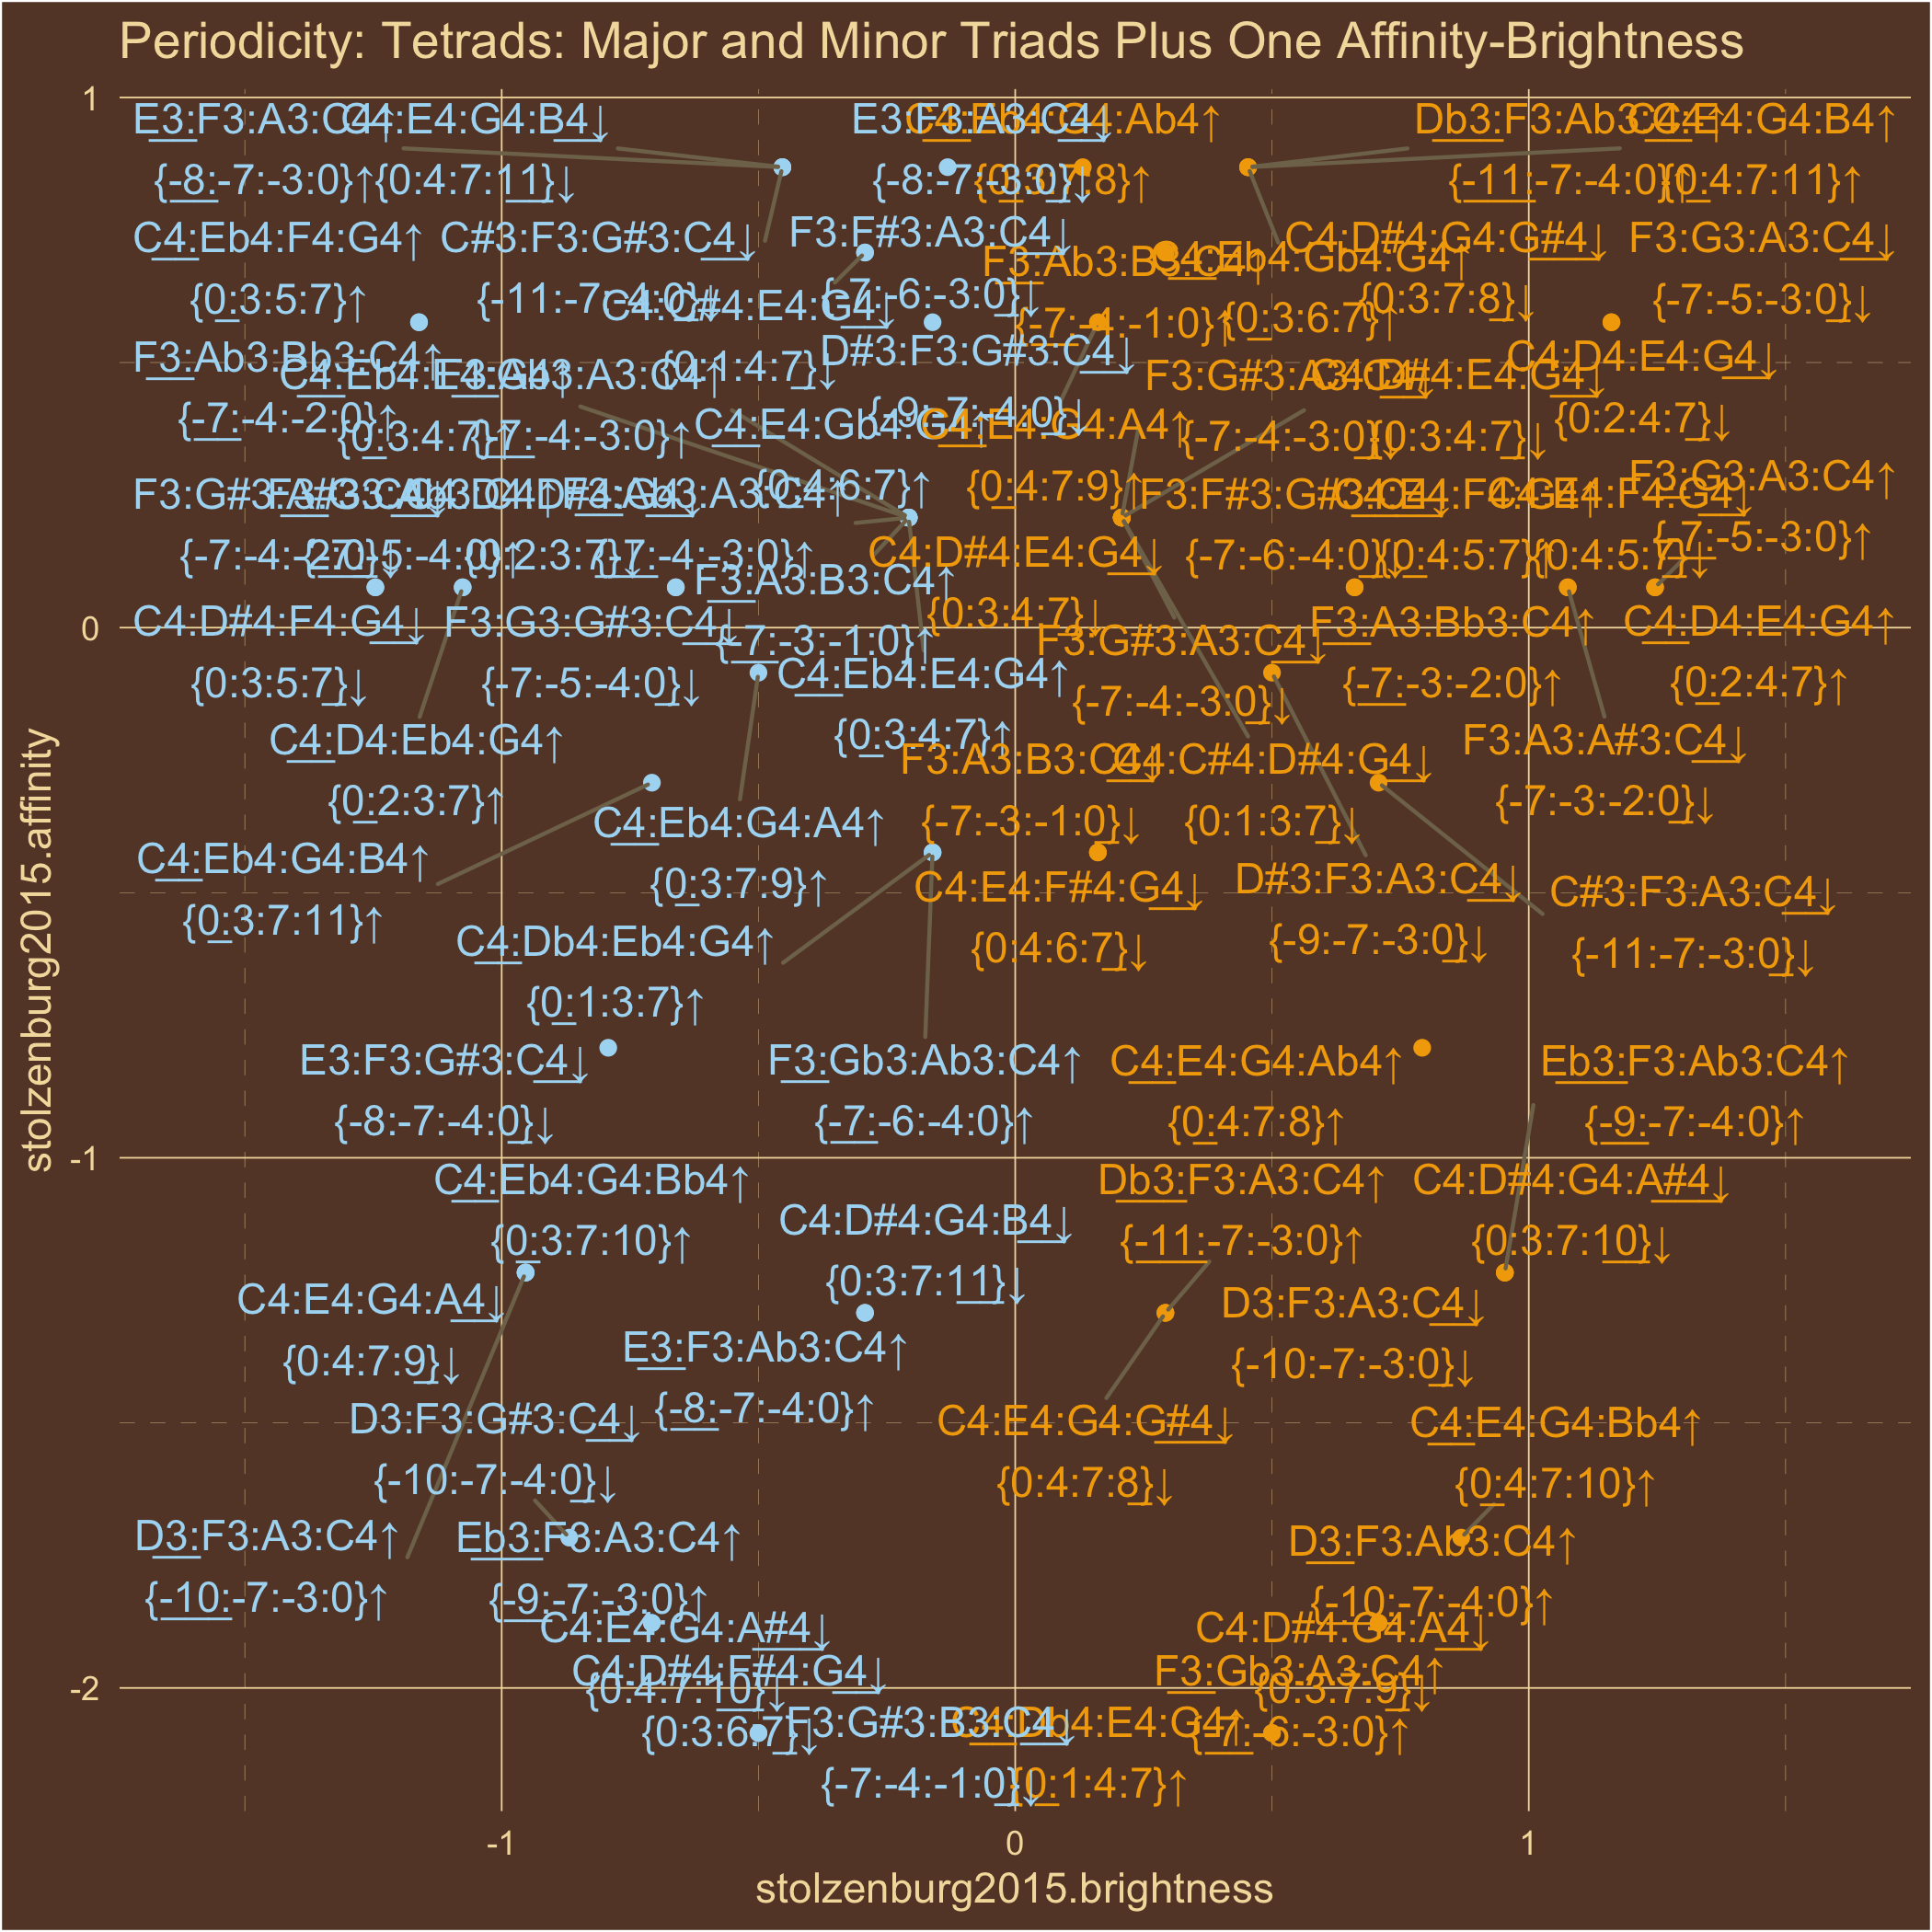 Periodicity: Tetrads: Major and Minor Triads Plus One Affinity-Brightness
1
E3:F3:A3:C4↑
C4:E4:G4:B4↓
E3:F3:A3:C4↓
C4:Eb4:G4:Ab4↑
Db3:F3:Ab3:C4↑
C4:E4:G4:B4↑
{-8:-7:-3:0}↑
{0:4:7:11}↓
{-8:-7:-3:0}↓
{0:3:7:8}↑
{-11:-7:-4:0}↑
{0:4:7:11}↑
C4:Eb4:F4:G4↑
C#3:F3:G#3:C4↓
F3:F#3:A3:C4↓
F3:Ab3:B3:C4↑
C4:Eb4:Gb4:G4↑
C4:D#4:G4:G#4↓
F3:G3:A3:C4↓
{0:3:5:7}↑
{-11:-7:-4:0}↓
{-7:-6:-3:0}↓
{-7:-4:-1:0}↑
{0:3:6:7}↑
{0:3:7:8}↓
{-7:-5:-3:0}↓
C4:C#4:E4:G4↓
{0:1:4:7}↓
F3:Ab3:Bb3:C4↑
C4:Eb4:E4:G4↑
F3:Ab3:A3:C4↑
D#3:F3:G#3:C4↓
F3:G#3:A3:C4↓
C4:D#4:E4:G4↓
C4:D4:E4:G4↓
{-7:-4:-2:0}↑
{0:3:4:7}↑
{-7:-4:-3:0}↑
{-9:-7:-4:0}↓
{-7:-4:-3:0}↓
{0:3:4:7}↓
{0:2:4:7}↓
C4:E4:Gb4:G4↑
C4:E4:G4:A4↑
{0:4:6:7}↑
{0:4:7:9}↑
F3:G#3:A#3:C4↓
F3:G3:Ab3:C4↑
C4:D4:D#4:G4↓
F3:Ab3:A3:C4↑
F3:F#3:G#3:C4↓
C4:E4:F4:G4↑
C4:E4:F4:G4↓
F3:G3:A3:C4↑
{-7:-4:-2:0}↓
{-7:-5:-4:0}↑
{0:2:3:7}↓
{-7:-4:-3:0}↑
{-7:-6:-4:0}↓
{0:4:5:7}↑
{0:4:5:7}↓
{-7:-5:-3:0}↑
C4:D#4:E4:G4↓
{0:3:4:7}↓
F3:A3:B3:C4↑
{-7:-3:-1:0}↑
0
C4:D#4:F4:G4↓
F3:G3:G#3:C4↓
F3:G#3:A3:C4↓
F3:A3:Bb3:C4↑
C4:D4:E4:G4↑
{0:3:5:7}↓
{-7:-5:-4:0}↓
{-7:-4:-3:0}↓
{-7:-3:-2:0}↑
{0:2:4:7}↑
C4:Eb4:E4:G4↑
{0:3:4:7}↑
C4:D4:Eb4:G4↑
F3:A3:B3:C4↓
C4:C#4:D#4:G4↓
F3:A3:A#3:C4↓
{0:2:3:7}↑
{-7:-3:-1:0}↓
{0:1:3:7}↓
{-7:-3:-2:0}↓
C4:Eb4:G4:A4↑
{0:3:7:9}↑
C4:Eb4:G4:B4↑
C4:E4:F#4:G4↓
D#3:F3:A3:C4↓
C#3:F3:A3:C4↓
{0:3:7:11}↑
{0:4:6:7}↓
{-9:-7:-3:0}↓
{-11:-7:-3:0}↓
C4:Db4:Eb4:G4↑
{0:1:3:7}↑
E3:F3:G#3:C4↓
F3:Gb3:Ab3:C4↑
C4:E4:G4:Ab4↑
Eb3:F3:Ab3:C4↑
{-8:-7:-4:0}↓
{-7:-6:-4:0}↑
{0:4:7:8}↑
{-9:-7:-4:0}↑
-1
C4:Eb4:G4:Bb4↑
C4:D#4:G4:B4↓
Db3:F3:A3:C4↑
C4:D#4:G4:A#4↓
{0:3:7:10}↑
{0:3:7:11}↓
{-11:-7:-3:0}↑
{0:3:7:10}↓
C4:E4:G4:A4↓
E3:F3:Ab3:C4↑
D3:F3:A3:C4↓
{0:4:7:9}↓
{-8:-7:-4:0}↑
{-10:-7:-3:0}↓
D3:F3:G#3:C4↓
C4:E4:G4:G#4↓
C4:E4:G4:Bb4↑
{-10:-7:-4:0}↓
{0:4:7:8}↓
{0:4:7:10}↑
D3:F3:A3:C4↑
Eb3:F3:A3:C4↑
D3:F3:Ab3:C4↑
{-10:-7:-3:0}↑
{-9:-7:-3:0}↑
{-10:-7:-4:0}↑
C4:E4:G4:A#4↓
C4:D#4:G4:A4↓
{0:4:7:10}↓
{0:3:7:9}↓
C4:D#4:F#4:G4↓
F3:Gb3:A3:C4↑
{0:3:6:7}↓
{-7:-6:-3:0}↑
-2
F3:G#3:B3:C4↓
C4:Db4:E4:G4↑
{-7:-4:-1:0}↓
{0:1:4:7}↑
-1
0
1
stolzenburg2015.brightness
stolzenburg2015.affinity